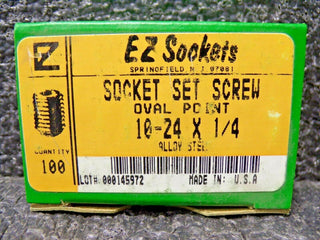 EZ
EZ Sockets
SPRINGFIELD N.J. 07081
SOCKET SET SCREW
OVAL POINT
10-24 X 1/4
ALLOY STEEL
QUANTITY
100
LOT# 000145972
MADE IN: U.S.A